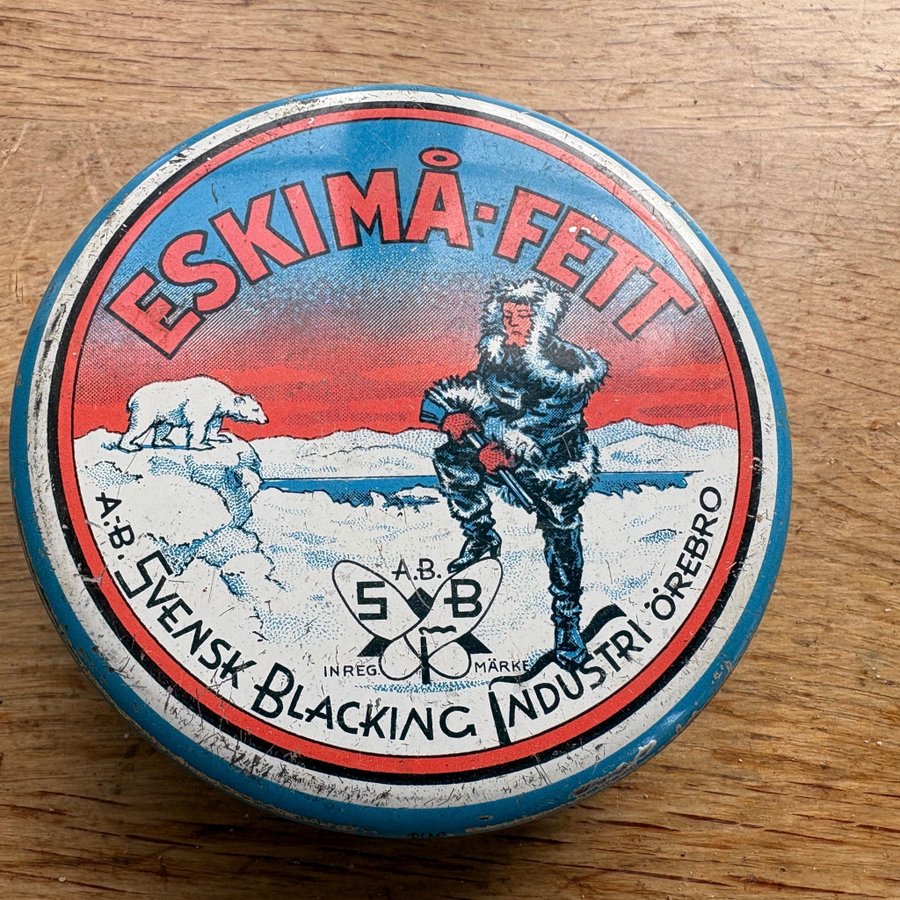 ESKIMÅ-FETT
A.B.
S B
INREG. MÄRKE
A.-B. SVENSK BLACKING INDUSTRI ÖREBRO